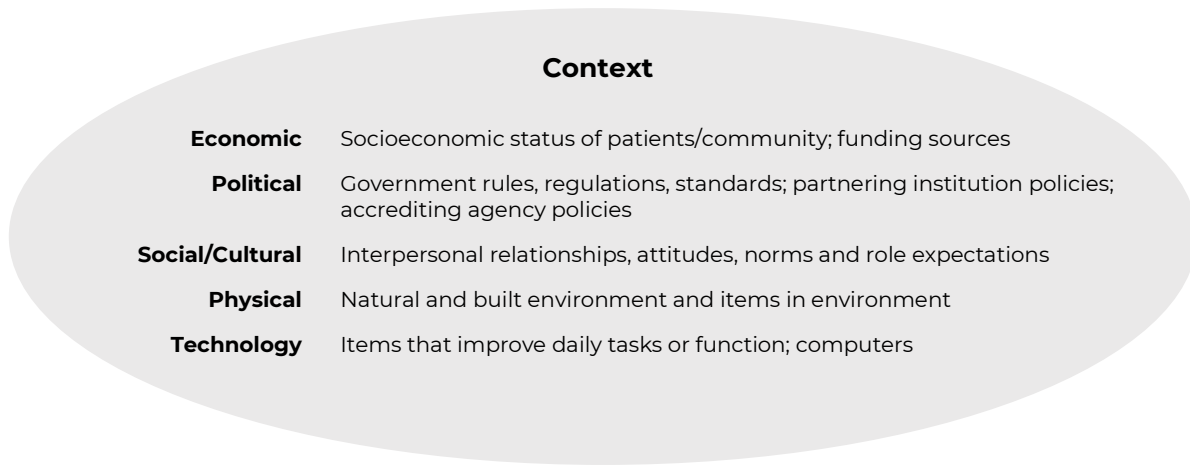 Context
Economic Socioeconomic status of patients/community; funding sources
Political Government rules, regulations, standards; partnering institution policies;
accrediting agency policies
Social/Cultural Interpersonal relationships, attitudes, norms and role expectations
Physical Natural and built environment and items in environment
Technology Items that improve daily tasks or function; computers